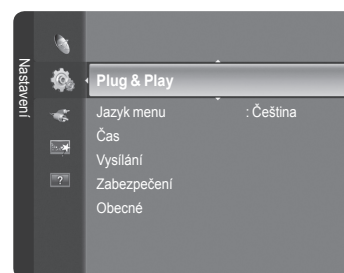 Nastavení
Plug & Play
Jazyk menu : Čeština
Čas
Vysílání
Zabezpečení
Obecné
?